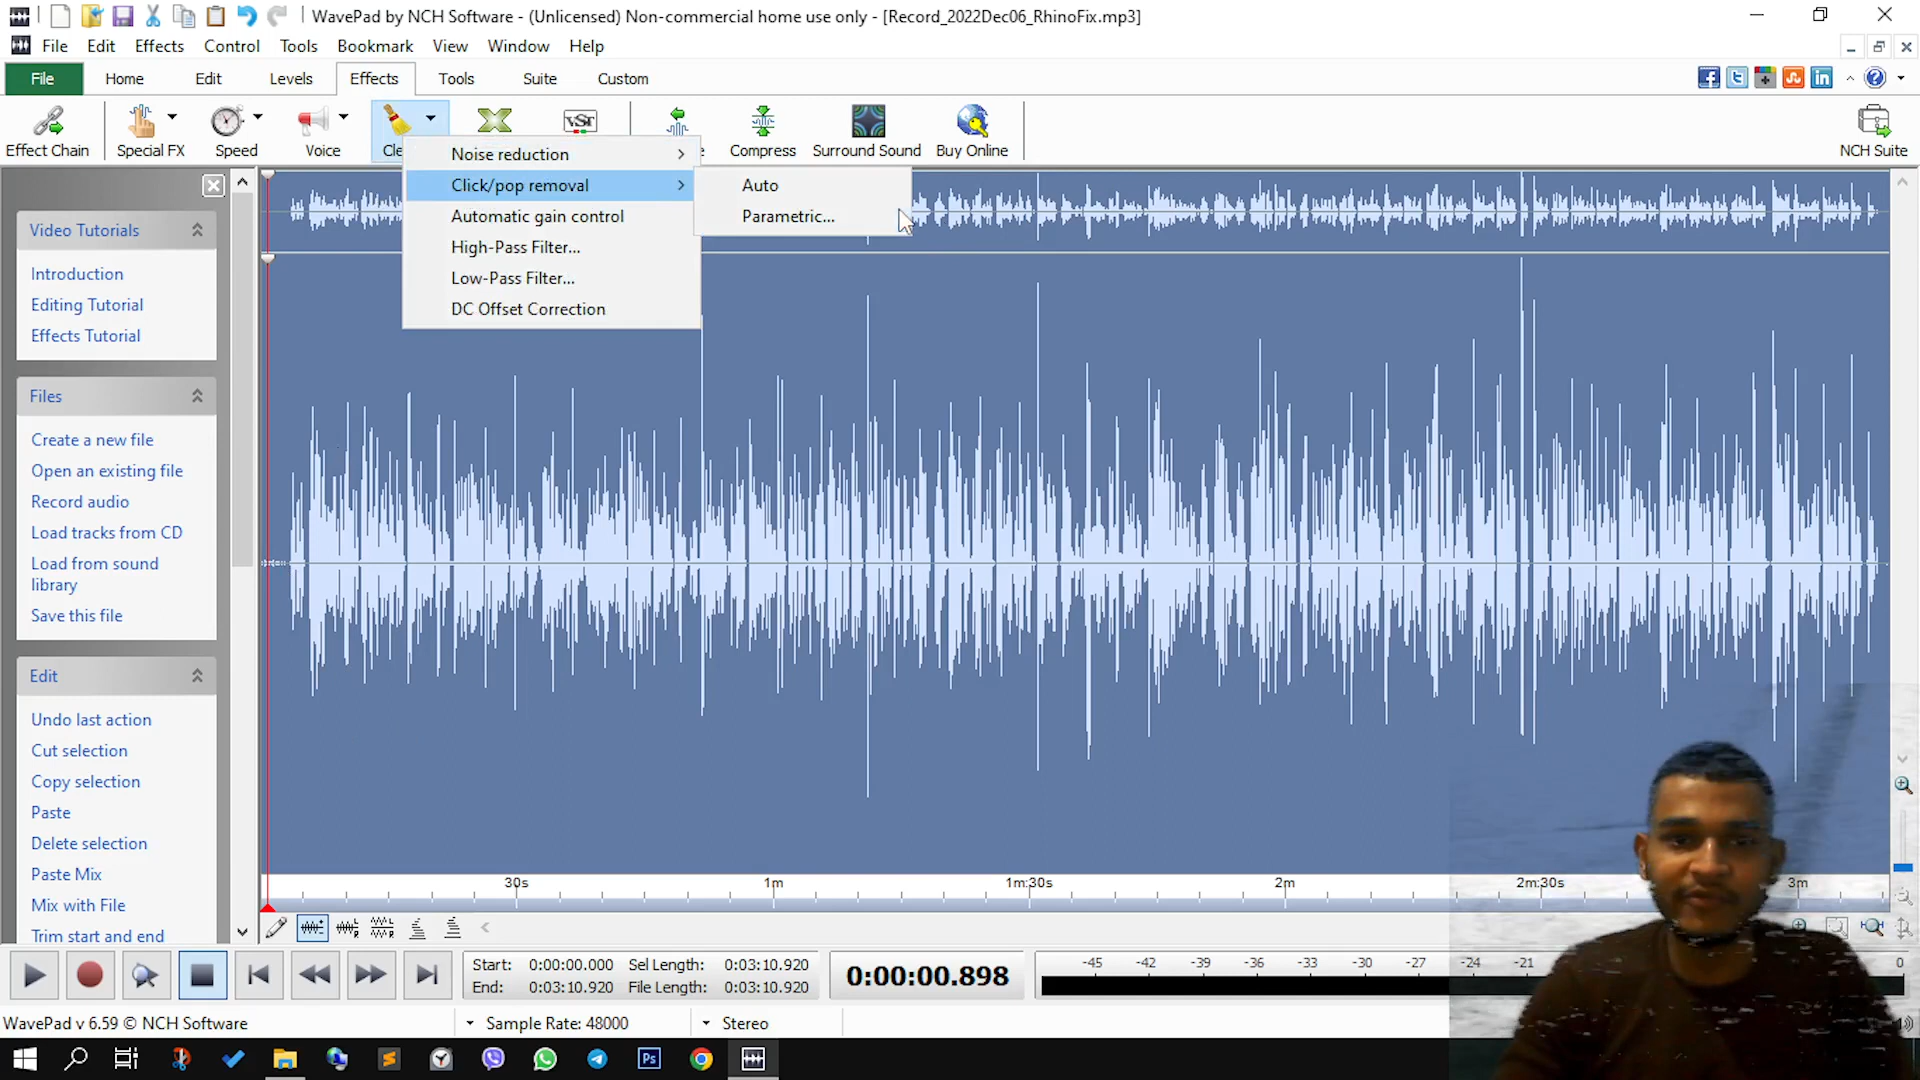 WavePad by NCH Software - (Unlicensed) Non-commercial home use only - [Record_2022Dec06_RhinoFix.mp3]
File Edit Effects Control Tools Bookmark View Window Help
File Home Edit Levels Effects Tools Suite Custom
Effect Chain Special FX Speed Voice Cle Compress Surround Sound Buy Online NCH Suite
VST
Noise reduction
Click/pop removal
Automatic gain control
High-Pass Filter...
Low-Pass Filter...
DC Offset Correction
Auto
Parametric...
Video Tutorials
Introduction
Editing Tutorial
Effects Tutorial
Files
Create a new file
Open an existing file
Record audio
Load tracks from CD
Load from sound
library
Save this file
Edit
Undo last action
Cut selection
Copy selection
Paste
Delete selection
Paste Mix
Mix with File
Trim start and end
30s 1m 1m:30s 2m 2m:30s 3m
Start: 0:00:00.000 Sel Length: 0:03:10.920
End: 0:03:10.920 File Length: 0:03:10.920
0:00:00.898
-45 -42 -39 -36 -33 -30 -27 -24 -21 0
WavePad v 6.59 © NCH Software
Sample Rate: 48000
Stereo
Ps